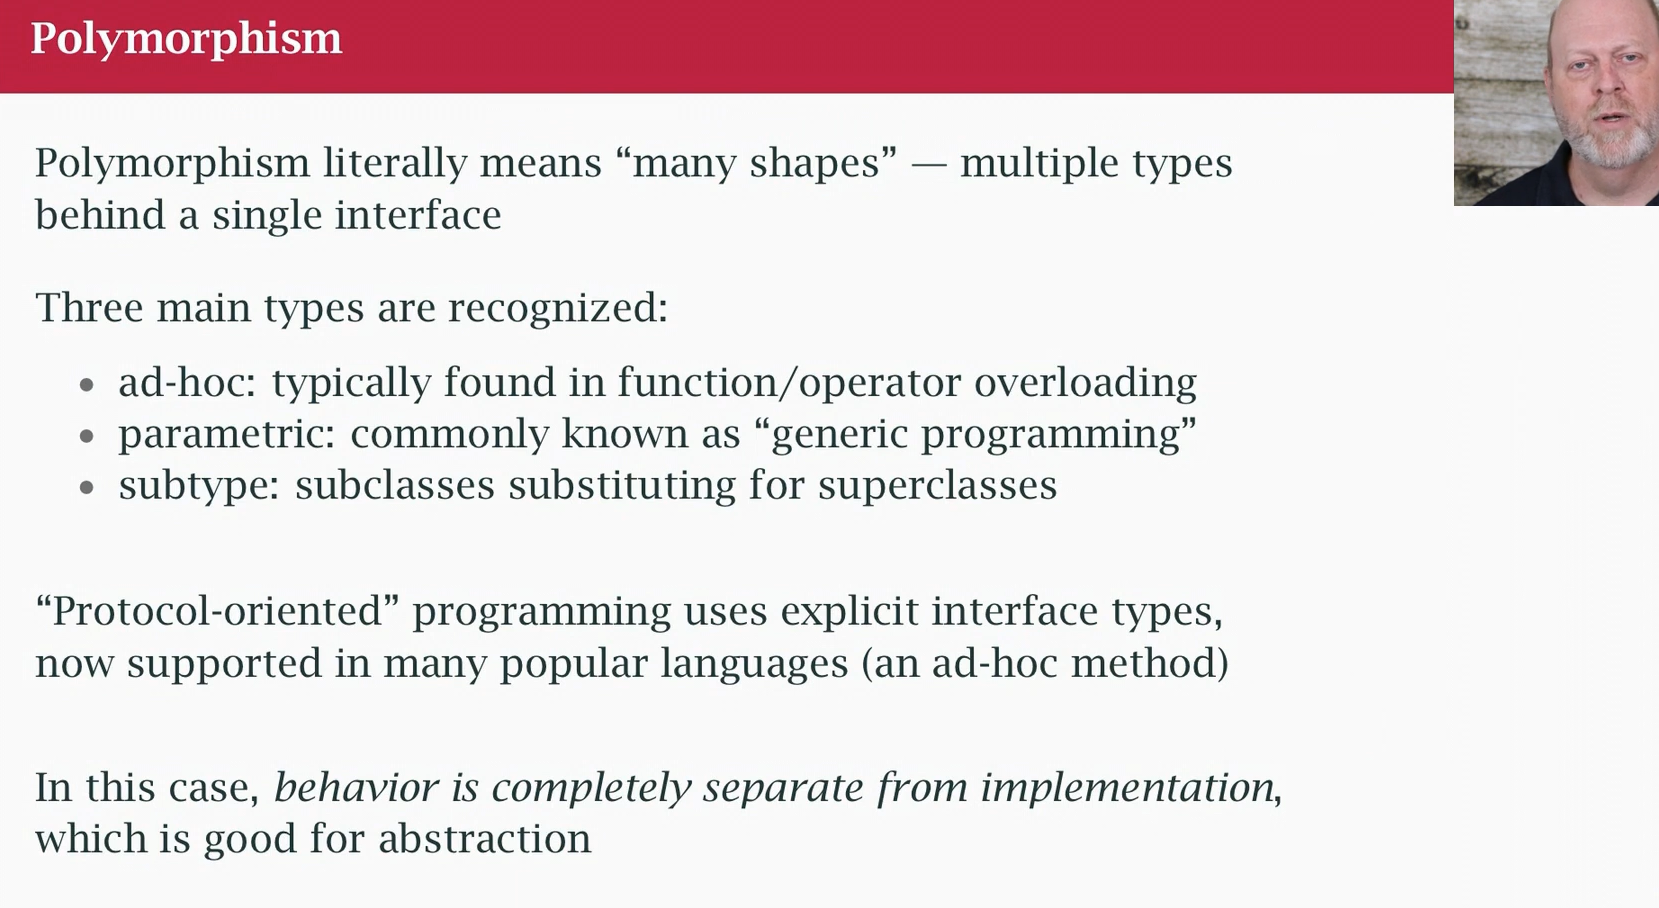 Polymorphism
Polymorphism literally means “many shapes” — multiple types
behind a single interface
Three main types are recognized:
• ad-hoc: typically found in function/operator overloading
• parametric: commonly known as “generic programming”
• subtype: subclasses substituting for superclasses
“Protocol-oriented” programming uses explicit interface types,
now supported in many popular languages (an ad-hoc method)
In this case, behavior is completely separate from implementation,
which is good for abstraction